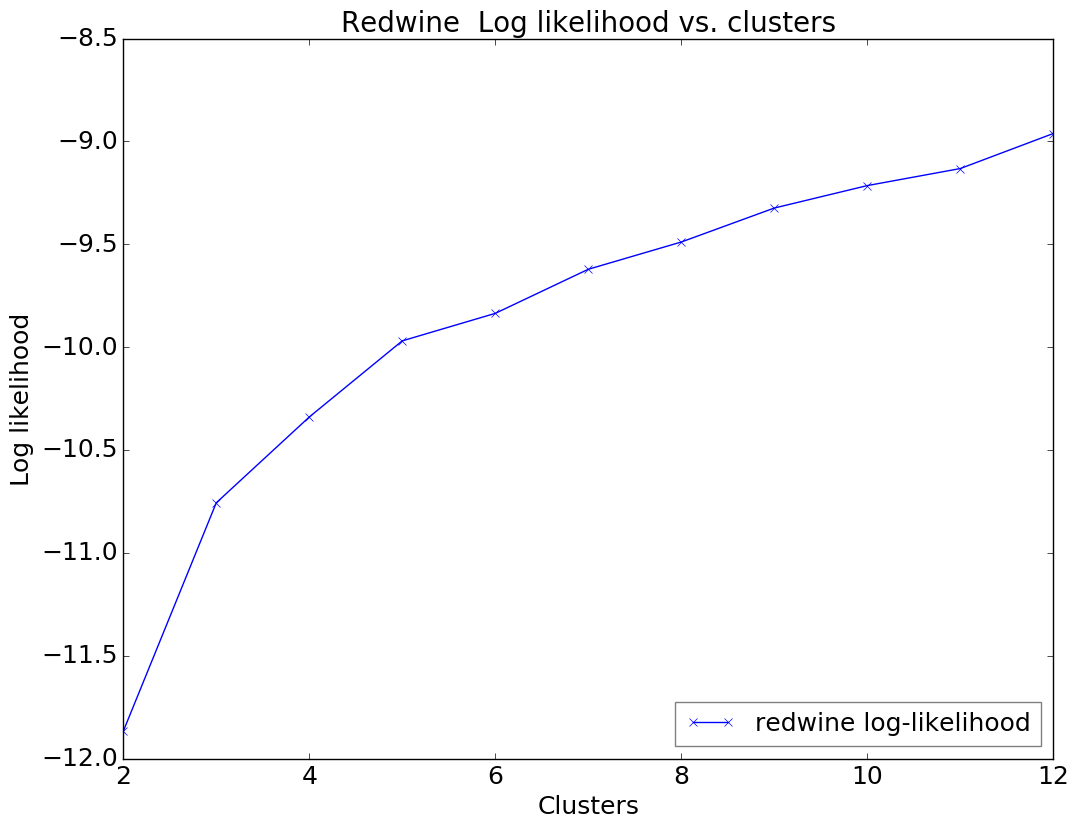 Redwine  Log likelihood vs. clusters
−8.5
−9.0
−9.5
−10.0
−10.5
−11.0
−11.5
−12.0
Log likelihood
redwine log-likelihood
2 4 6 8 10 12
Clusters